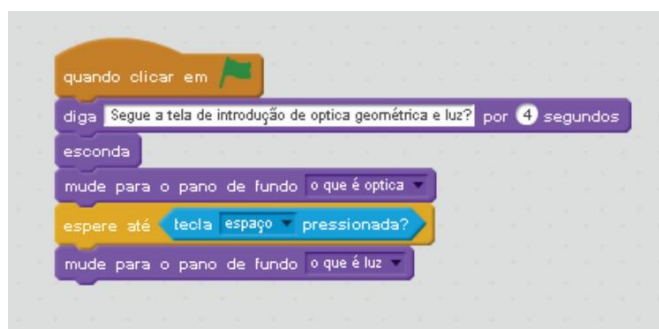 quando clicar em
diga Segue a tela de introdução de optica geométrica e luz? por 4 segundos
esconda
mude para o pano de fundo o que é optica
espere até tecla espaço pressionada?
mude para o pano de fundo o que é luz